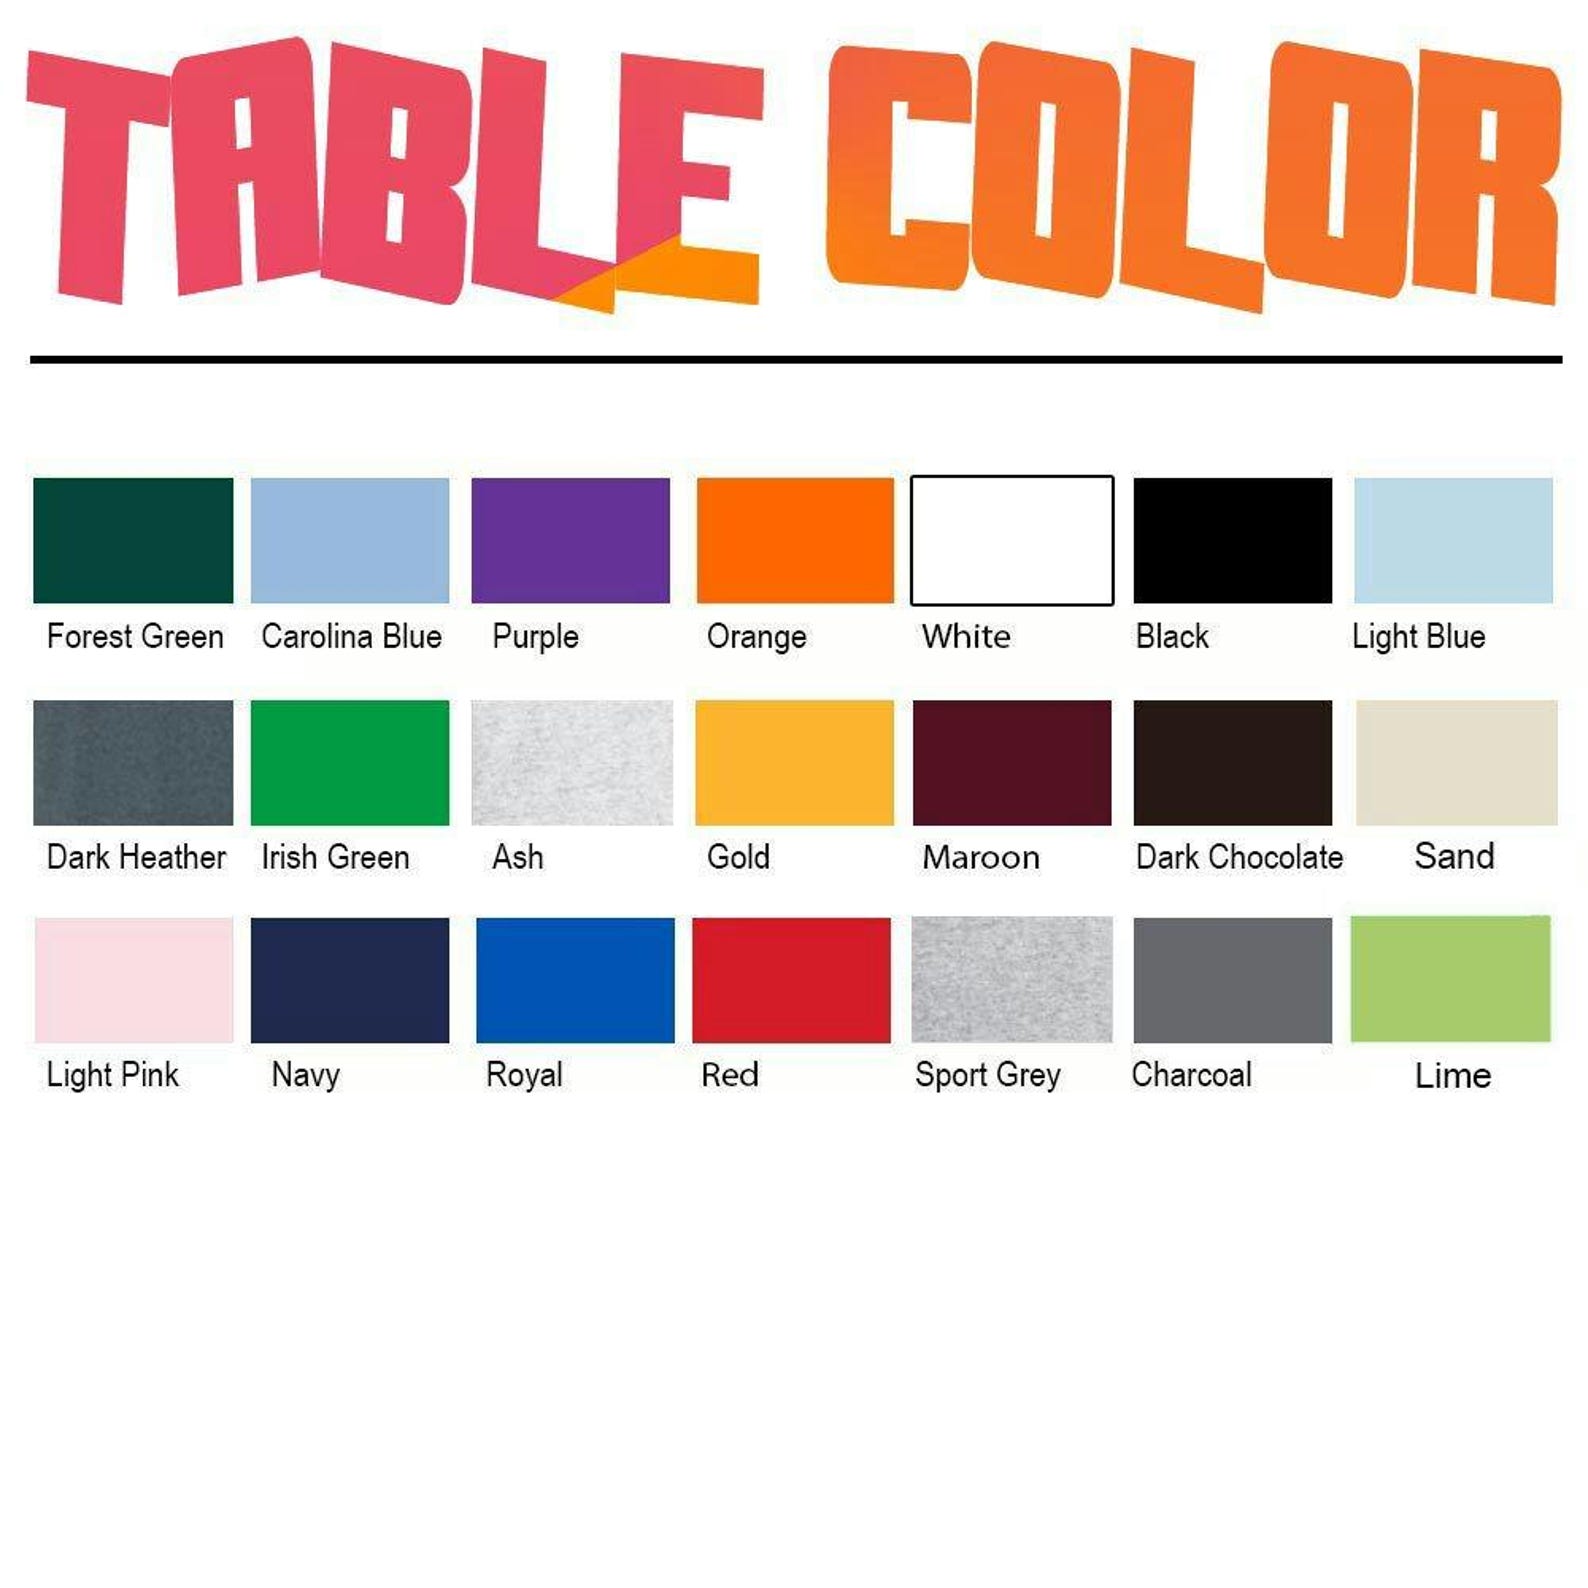 TABLE COLOR
Forest Green Carolina Blue Purple Orange White Black Light Blue
Dark Heather Irish Green Ash Gold Maroon Dark Chocolate Sand
Light Pink Navy Royal Red Sport Grey Charcoal Lime